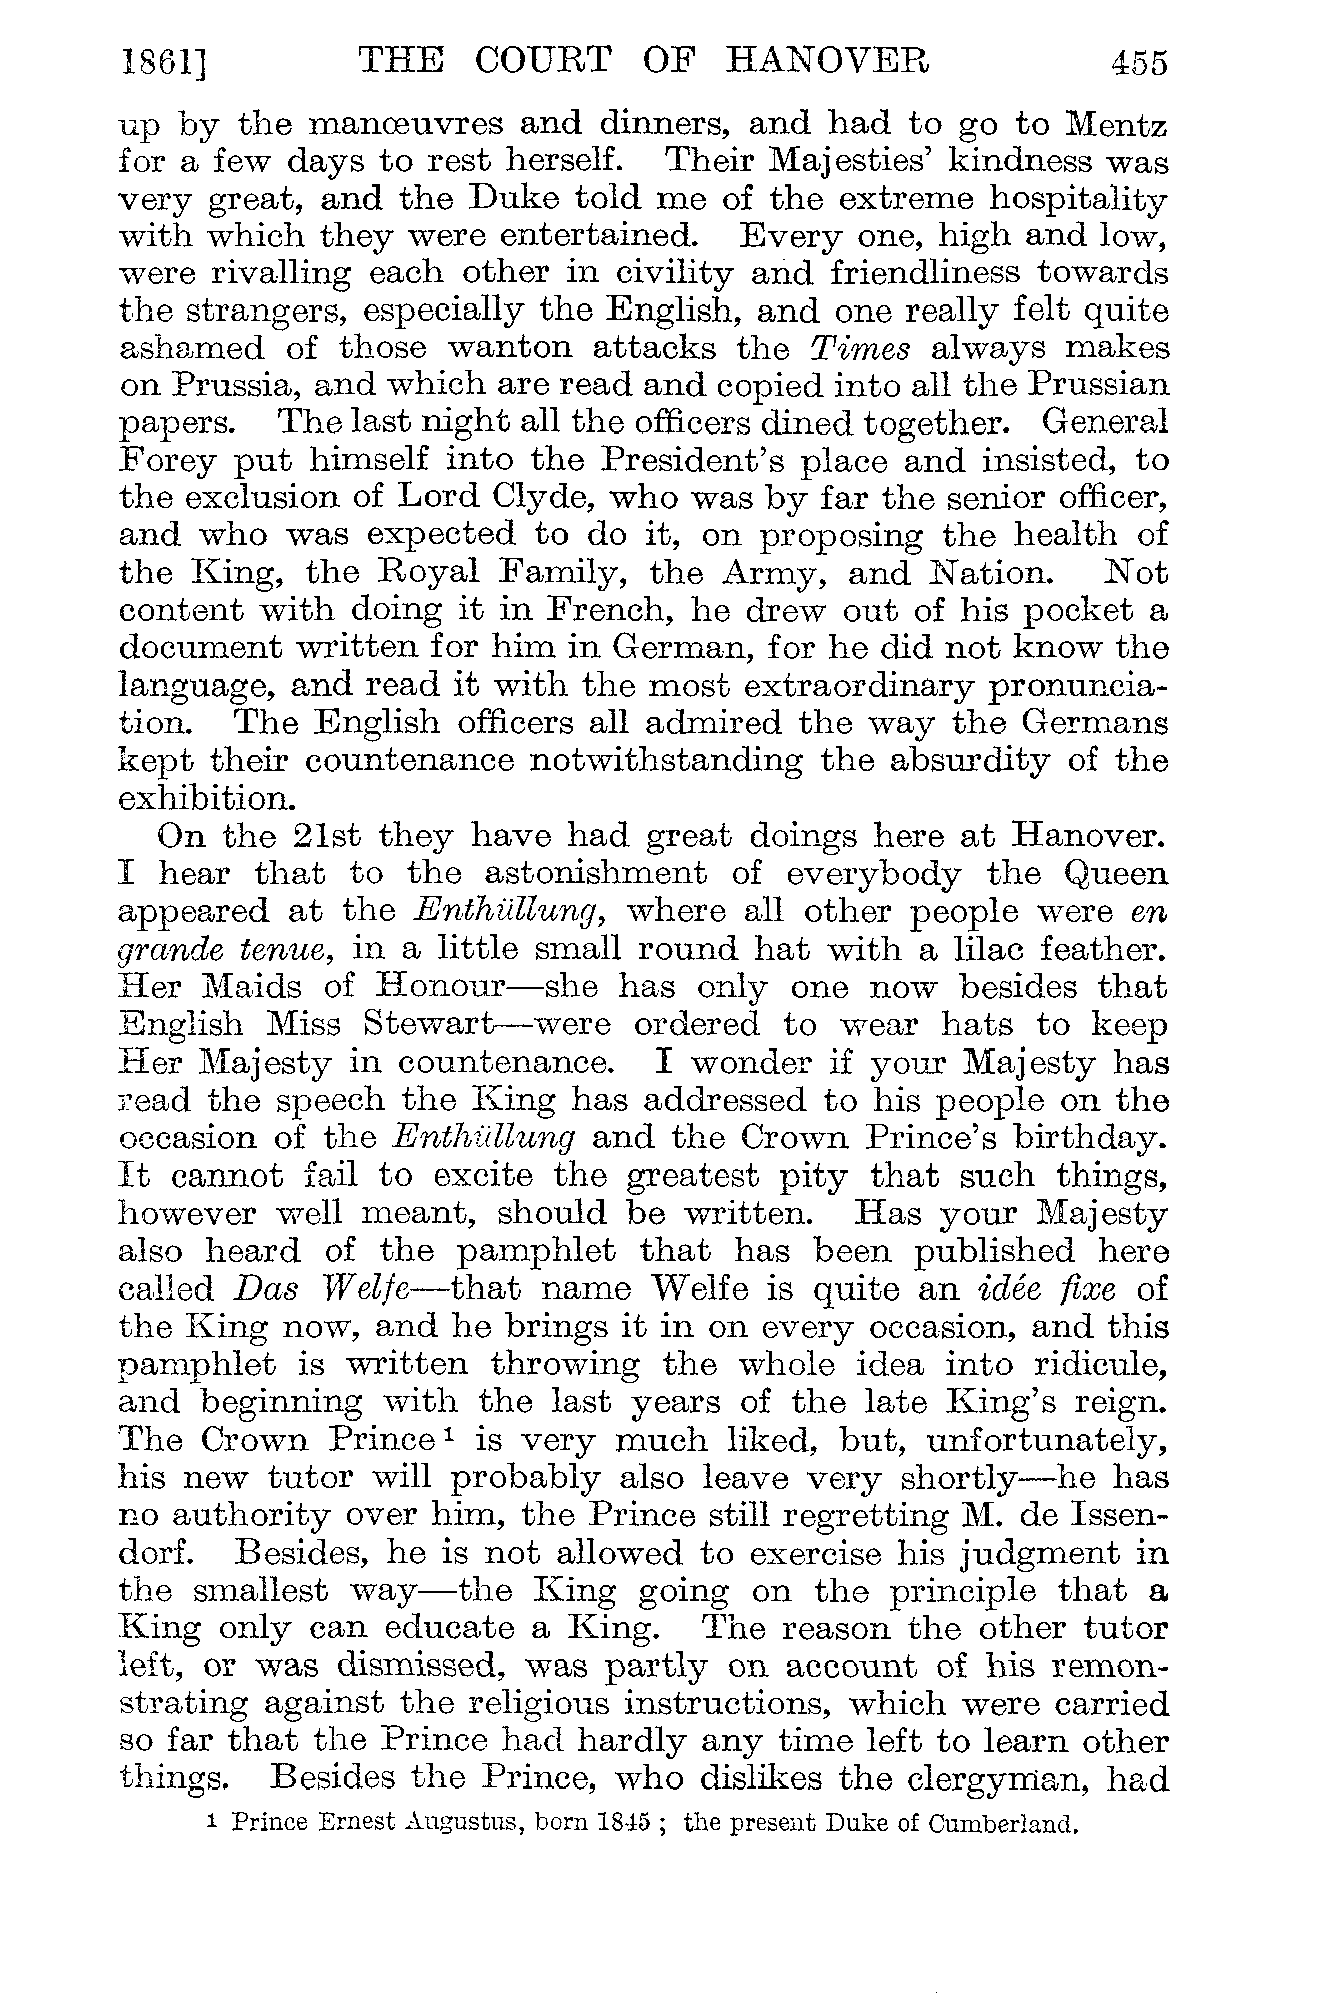 1861] THE COURT OF HANOVER 455
up by the manœuvres and dinners, and had to go to Mentz
for a few days to rest herself. Their Majesties' kindness was
very great, and the Duke told me of the extreme hospitality
with which they were entertained. Every one, high and low,
were rivalling each other in civility and friendliness towards
the strangers, especially the English, and one really felt quite
ashamed of those wanton attacks the Times always makes
on Prussia, and which are read and copied into all the Prussian
papers. The last night all the officers dined together. General
Forey put himself into the President's place and insisted, to
the exclusion of Lord Clyde, who was by far the senior officer,
and who was expected to do it, on proposing the health of
the King, the Royal Family, the Army, and Nation. Not
content with doing it in French, he drew out of his pocket a
document written for him in German, for he did not know the
language, and read it with the most extraordinary pronuncia-
tion. The English officers all admired the way the Germans
kept their countenance notwithstanding the absurdity of the
exhibition.
On the 21st they have had great doings here at Hanover.
I hear that to the astonishment of everybody the Queen
appeared at the Enthüllung, where all other people were en
grande tenue, in a little small round hat with a lilac feather.
Her Maids of Honour—she has only one now besides that
English Miss Stewart—were ordered to wear hats to keep
Her Majesty in countenance. I wonder if your Majesty has
read the speech the King has addressed to his people on the
occasion of the Enthüllung and the Crown Prince's birthday.
It cannot fail to excite the greatest pity that such things,
however well meant, should be written. Has your Majesty
also heard of the pamphlet that has been published here
called Das Welfe—that name Welfe is quite an idée fixe of
the King now, and he brings it in on every occasion, and this
pamphlet is written throwing the whole idea into ridicule,
and beginning with the last years of the late King's reign.
The Crown Prince¹ is very much liked, but, unfortunately,
his new tutor will probably also leave very shortly—he has
no authority over him, the Prince still regretting M. de Issen-
dorf. Besides, he is not allowed to exercise his judgment in
the smallest way—the King going on the principle that a
King only can educate a King. The reason the other tutor
left, or was dismissed, was partly on account of his remon-
strating against the religious instructions, which were carried
so far that the Prince had hardly any time left to learn other
things. Besides the Prince, who dislikes the clergyman, had
1 Prince Ernest Augustus, born 1845 ; the present Duke of Cumberland.